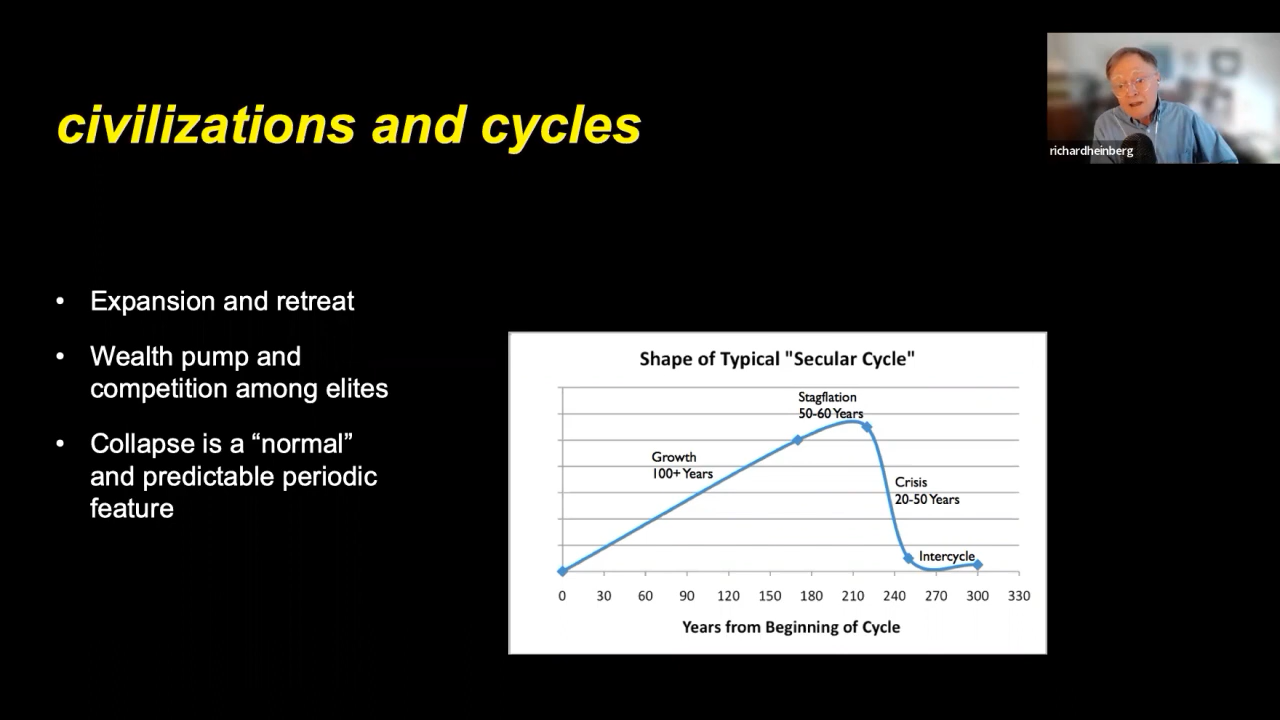 civilizations and cycles
richardheinberg
• Expansion and retreat
• Wealth pump and
competition among elites
• Collapse is a “normal”
and predictable periodic
feature
Shape of Typical "Secular Cycle"
Stagflation
50-60 Years
Growth
100+ Years
Crisis
20-50 Years
Intercycle
0 30 60 90 120 150 180 210 240 270 300 330
Years from Beginning of Cycle